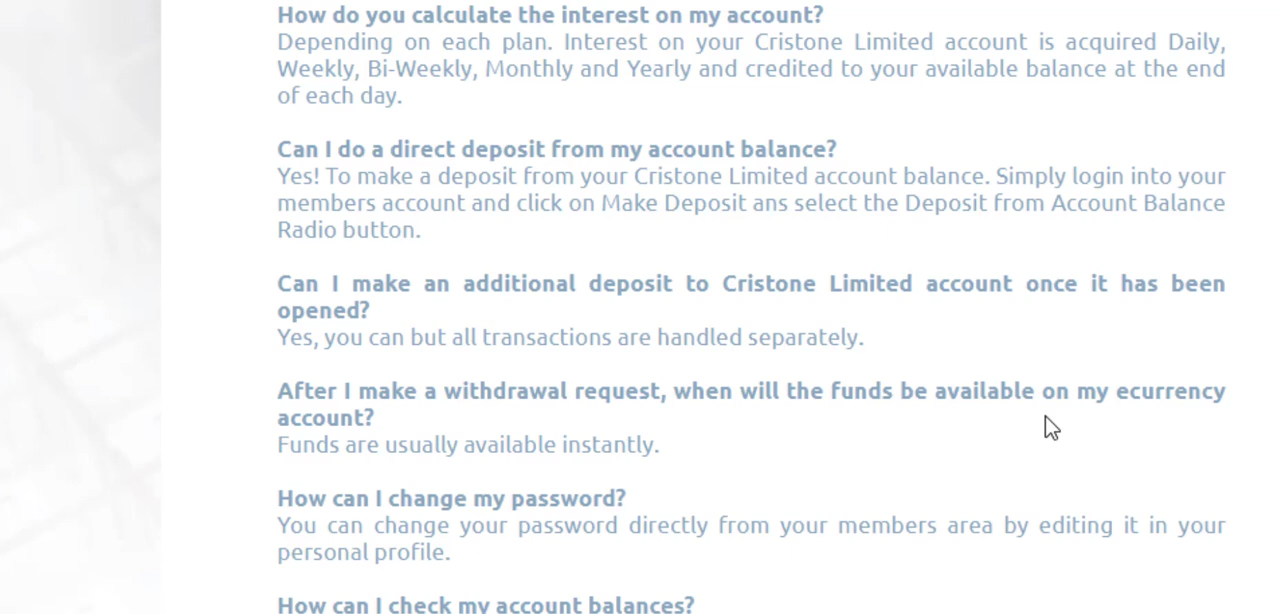 How do you calculate the interest on my account?
Depending on each plan. Interest on your Cristone Limited account is acquired Daily,
Weekly, Bi-Weekly, Monthly and Yearly and credited to your available balance at the end
of each day.
Can I do a direct deposit from my account balance?
Yes! To make a deposit from your Cristone Limited account balance. Simply login into your
members account and click on Make Deposit ans select the Deposit from Account Balance
Radio button.
Can I make an additional deposit to Cristone Limited account once it has been
opened?
Yes, you can but all transactions are handled separately.
After I make a withdrawal request, when will the funds be available on my ecurrency
account?
Funds are usually available instantly.
How can I change my password?
You can change your password directly from your members area by editing it in your
personal profile.
How can I check my account balances?